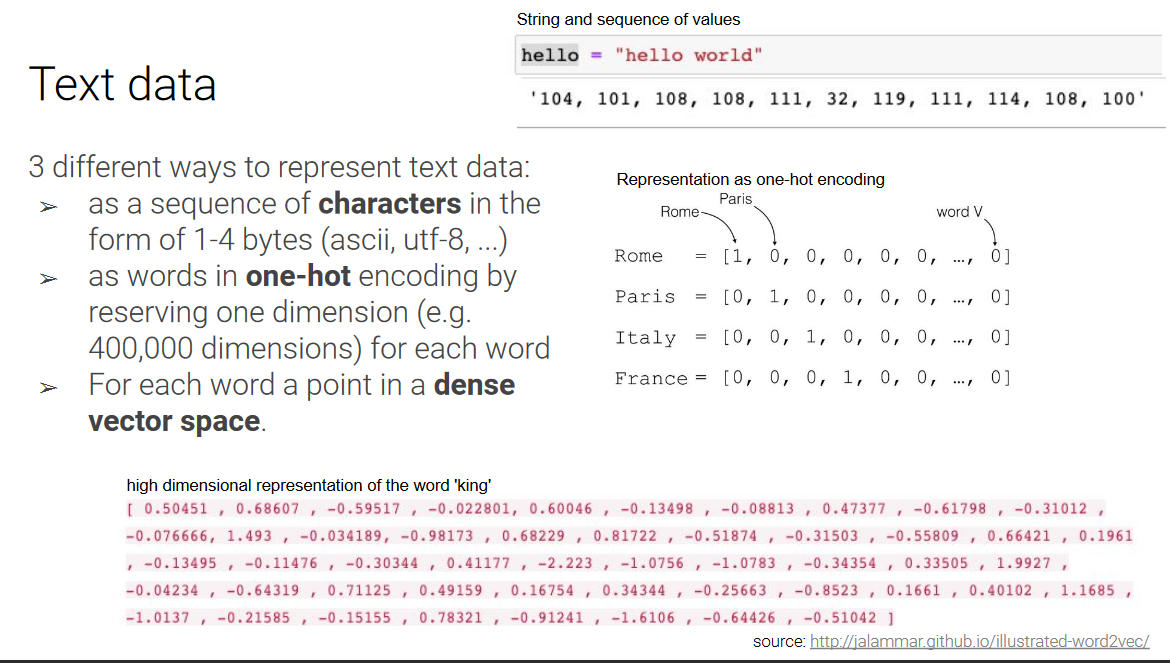 Text data
3 different ways to represent text data:
➢ as a sequence of characters in the
form of 1-4 bytes (ascii, utf-8, ...)
➢ as words in one-hot encoding by
reserving one dimension (e.g.
400,000 dimensions) for each word
➢ For each word a point in a dense
vector space.
String and sequence of values
hello = "hello world"
'104, 101, 108, 108, 111, 32, 119, 111, 114, 108, 100'
Representation as one-hot encoding
Paris
Rome word V
Rome = [1, 0, 0, 0, 0, 0, …, 0]
Paris = [0, 1, 0, 0, 0, 0, …, 0]
Italy = [0, 0, 1, 0, 0, 0, …, 0]
France = [0, 0, 0, 1, 0, 0, …, 0]
high dimensional representation of the word 'king'
[ 0.50451 , 0.68607 , -0.59517 , -0.022801, 0.60046 , -0.13498 , -0.08813 , 0.47377 , -0.61798 , -0.31012 ,
-0.076666, 1.493 , -0.034189, -0.98173 , 0.68229 , 0.81722 , -0.51874 , -0.31503 , -0.55809 , 0.66421 , 0.1961
, -0.13495 , -0.11476 , -0.30344 , 0.41177 , -2.223 , -1.0756 , -1.0783 , -0.34354 , 0.33505 , 1.9927 ,
-0.04234 , -0.64319 , 0.71125 , 0.49159 , 0.16754 , 0.34344 , -0.25663 , -0.8523 , 0.1661 , 0.40102 , 1.1685 ,
-1.0137 , -0.21585 , -0.15155 , 0.78321 , -0.91241 , -1.6106 , -0.64426 , -0.51042 ]
source: http://jalammar.github.io/illustrated-word2vec/